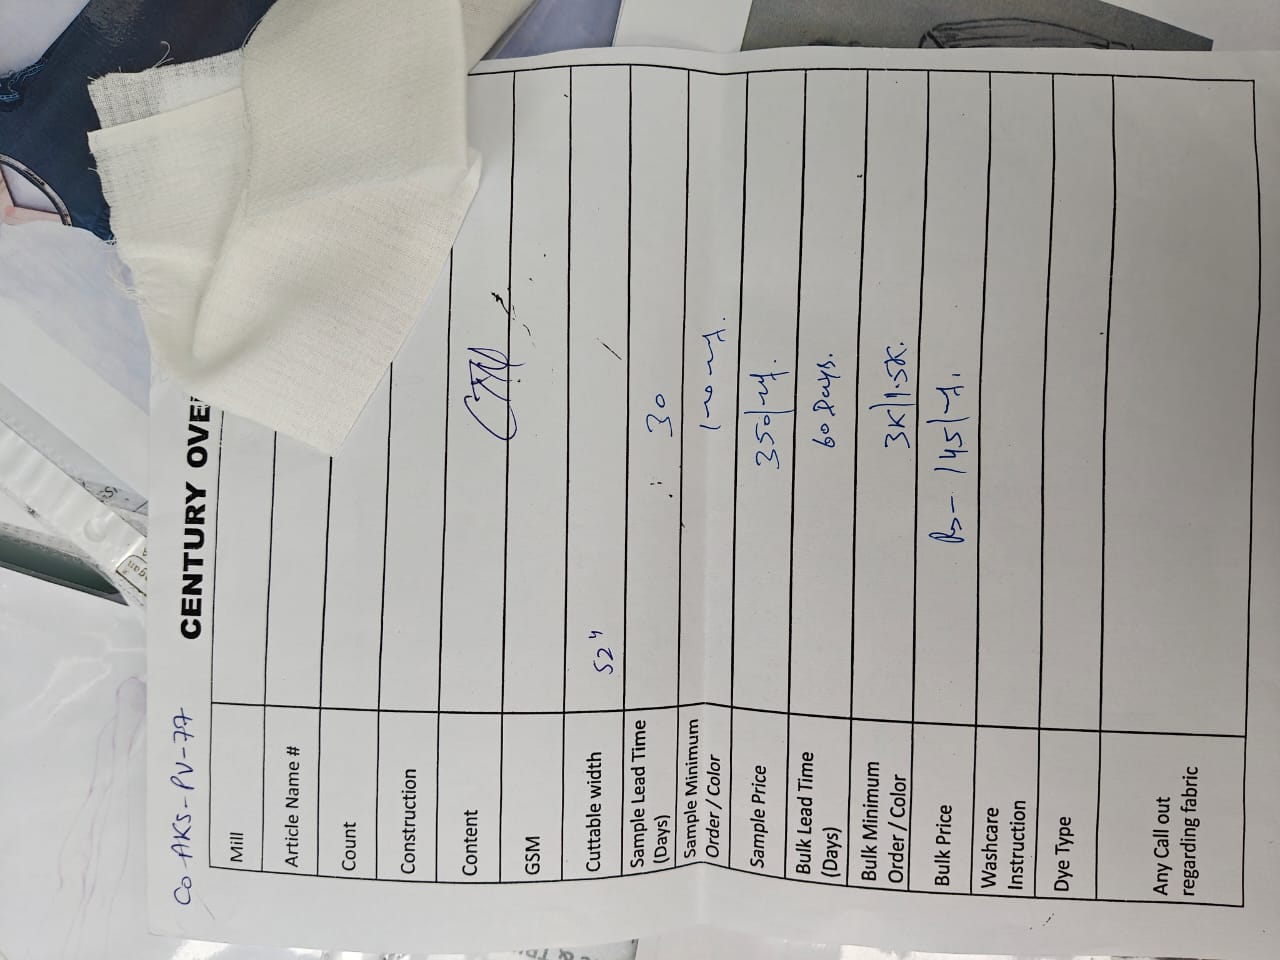 Co-AKS-PV-77
CENTURY OVE
Mill
Article Name #
Count
Construction
Content
GSM
Cuttable width 52"
Sample Lead Time (Days) 30
Sample Minimum Order / Color
Sample Price 350/
Bulk Lead Time (Days) 60 Days.
Bulk Minimum Order / Color 3K/1.5K.
Bulk Price Rs- 145/
Washcare Instruction
Dye Type
Any Call out regarding fabric